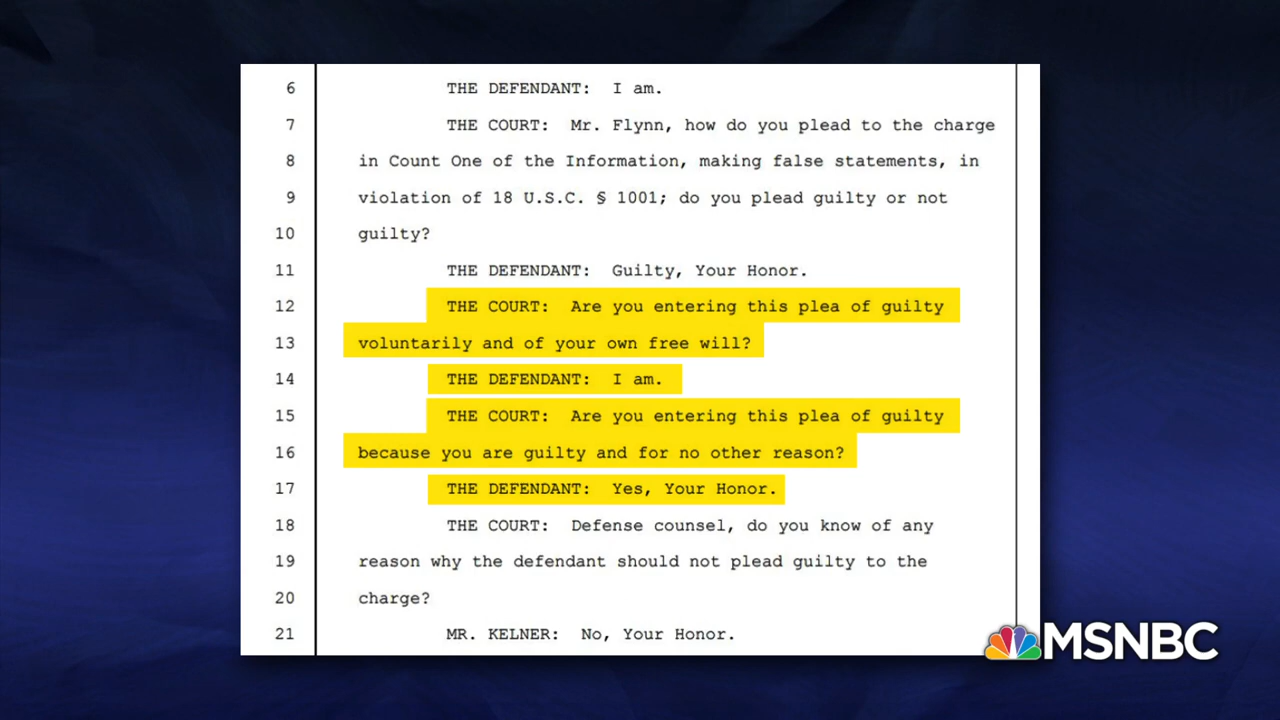 6 THE DEFENDANT: I am.
7 THE COURT: Mr. Flynn, how do you plead to the charge
8 in Count One of the Information, making false statements, in
9 violation of 18 U.S.C. § 1001; do you plead guilty or not
10 guilty?
11 THE DEFENDANT: Guilty, Your Honor.
12 THE COURT: Are you entering this plea of guilty
13 voluntarily and of your own free will?
14 THE DEFENDANT: I am.
15 THE COURT: Are you entering this plea of guilty
16 because you are guilty and for no other reason?
17 THE DEFENDANT: Yes, Your Honor.
18 THE COURT: Defense counsel, do you know of any
19 reason why the defendant should not plead guilty to the
20 charge?
21 MR. KELNER: No, Your Honor.
MSNBC